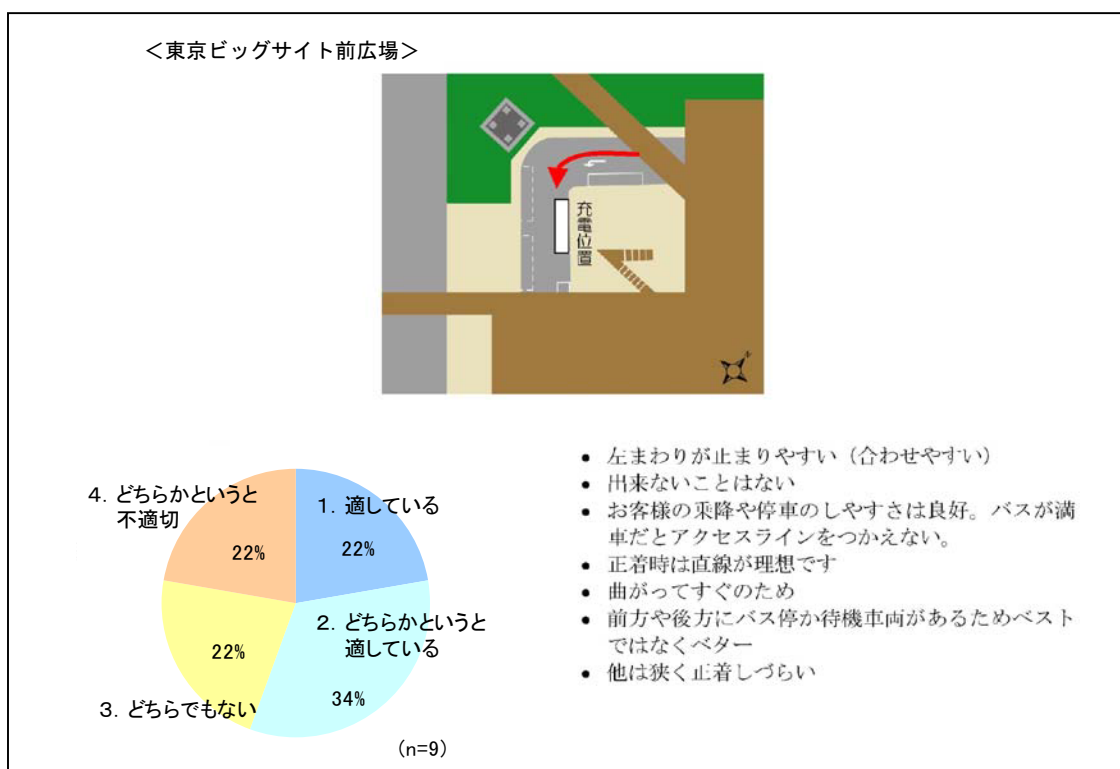 ＜東京ビッグサイト前広場＞
充電位置
N
4．どちらかというと
不適切
22%
1．適している
22%
2．どちらかというと
適している
34%
22%
3．どちらでもない
(n=9)
• 左まわりが止まりやすい（合わせやすい）
• 出来ないことはない
• お客様の乗降や停車のしやすさは良好。バスが満
車だとアクセスラインをつかえない。
• 正着時は直線が理想です
• 曲がってすぐのため
• 前方や後方にバス停か待機車両があるためベスト
ではなくベター
• 他は狭く正着しづらい